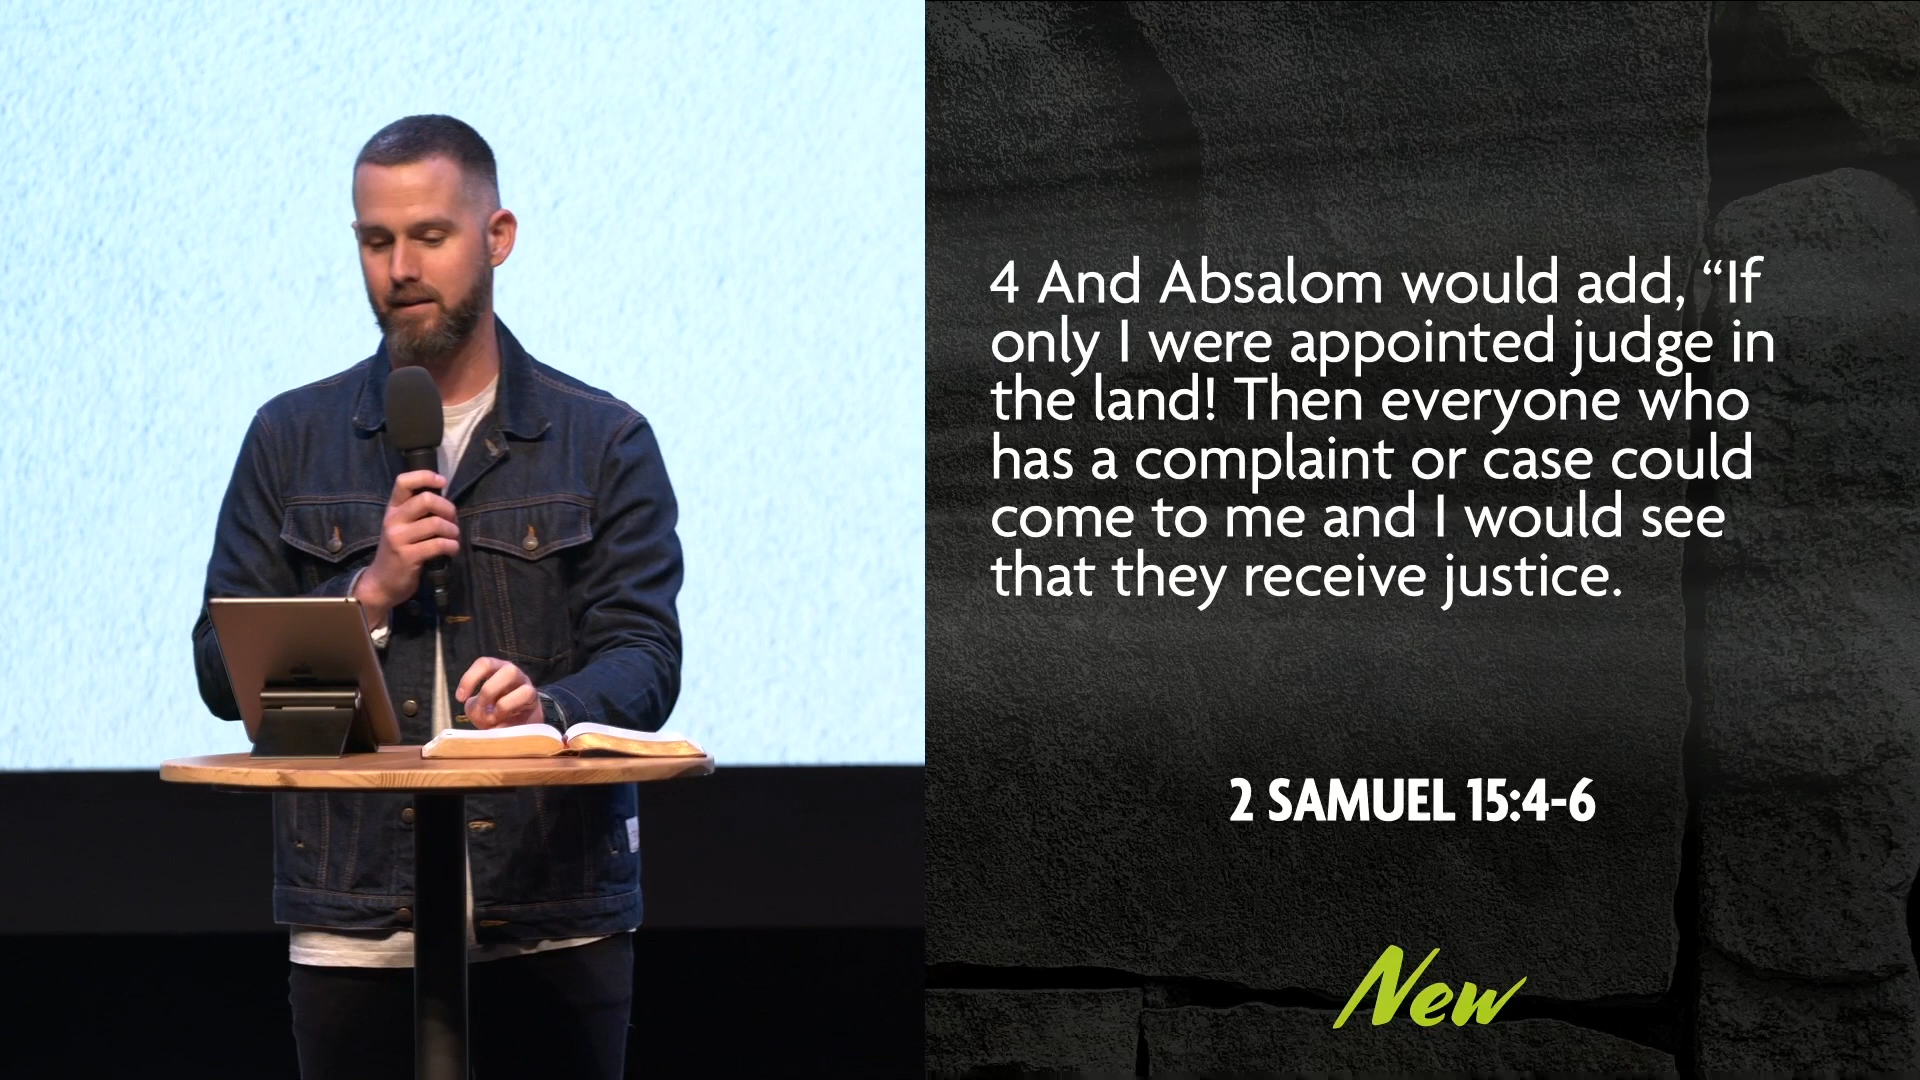 4 And Absalom would add, “If
only I were appointed judge in
the land! Then everyone who
has a complaint or case could
come to me and I would see
that they receive justice.
2 SAMUEL 15:4-6
New